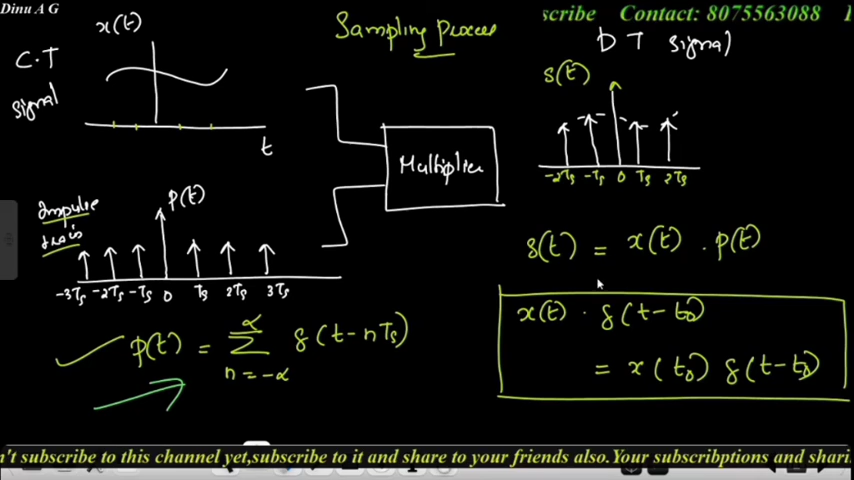 Dinu A G
scribe Contact: 8075563088
Sampling Process
x(t)
C.T
signal
t
D T signal
s(t)
-2Ts -Ts 0 Ts 2Ts
Multiplier
Impulse
train
p(t)
-3Ts -2Ts -Ts 0 Ts 2Ts 3Ts
s(t) = x(t) . p(t)
x(t) . δ(t-t0)
= x(t0) δ(t-t0)
p(t) = ∑ δ(t-nTs)
α
n=-α
n't subscribe to this channel yet,subscribe to it and share to your friends also.Your subscribptions and shari